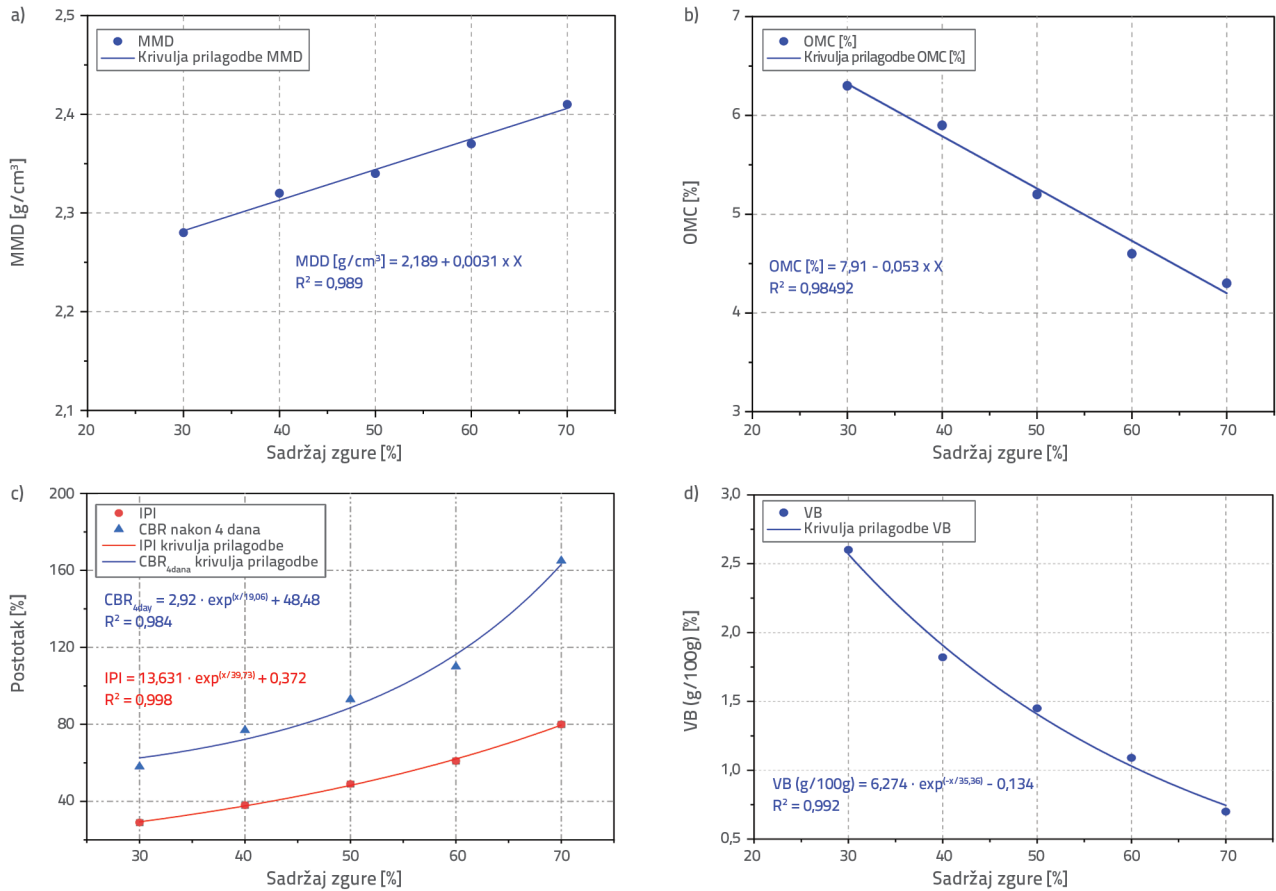 a)
2,5
2,4
2,3
2,2
2,1
MMD [g/cm³]
MMD
Krivulja prilagodbe MMD
MDD [g/cm³] = 2,189 + 0,0031 x X
R² = 0,989
20 30 40 50 60 70
Sadržaj zgure [%]
b)
7
6
5
4
3
OMC [%]
OMC [%]
Krivulja prilagodbe OMC [%]
OMC [%] = 7,91 - 0,053 x X
R² = 0,98492
20 30 40 50 60 70
Sadržaj zgure [%]
c)
200
160
120
80
40
Postotak [%]
IPI
CBR nakon 4 dana
IPI krivulja prilagodbe
CBR4dana krivulja prilagodbe
CBR4day = 2,92 · exp(x/19,06) + 48,48
R² = 0,984
IPI = 13,631 · exp(x/39,73) + 0,372
R² = 0,998
30 40 50 60 70
Sadržaj zgure [%]
d)
3,0
2,5
2,0
1,5
1,0
0,5
VB (g/100g) [%]
VB
Krivulja prilagodbe VB
VB (g/100g) = 6,274 · exp(-x/35,36) - 0,134
R² = 0,992
20 30 40 50 60 70
Sadržaj zgure [%]